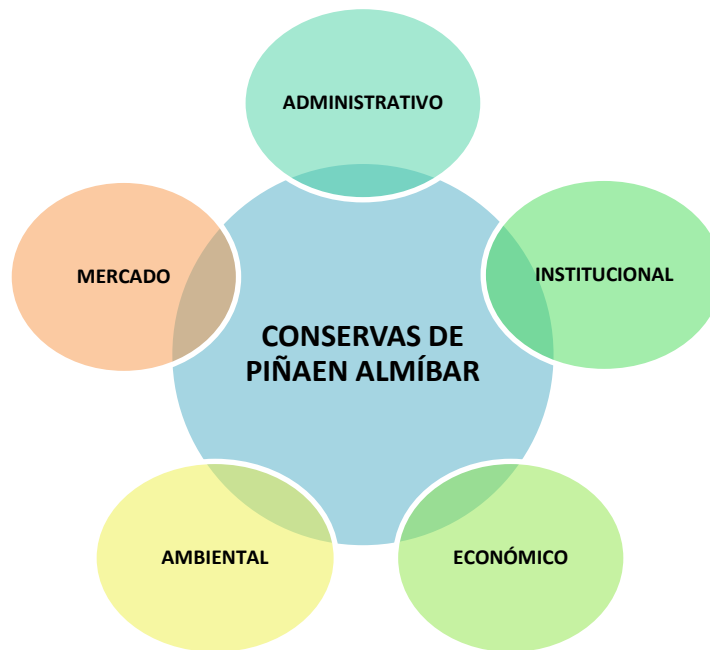 ADMINISTRATIVO
MERCADO
INSTITUCIONAL
CONSERVAS DE
PIÑAEN ALMÍBAR
AMBIENTAL
ECONÓMICO